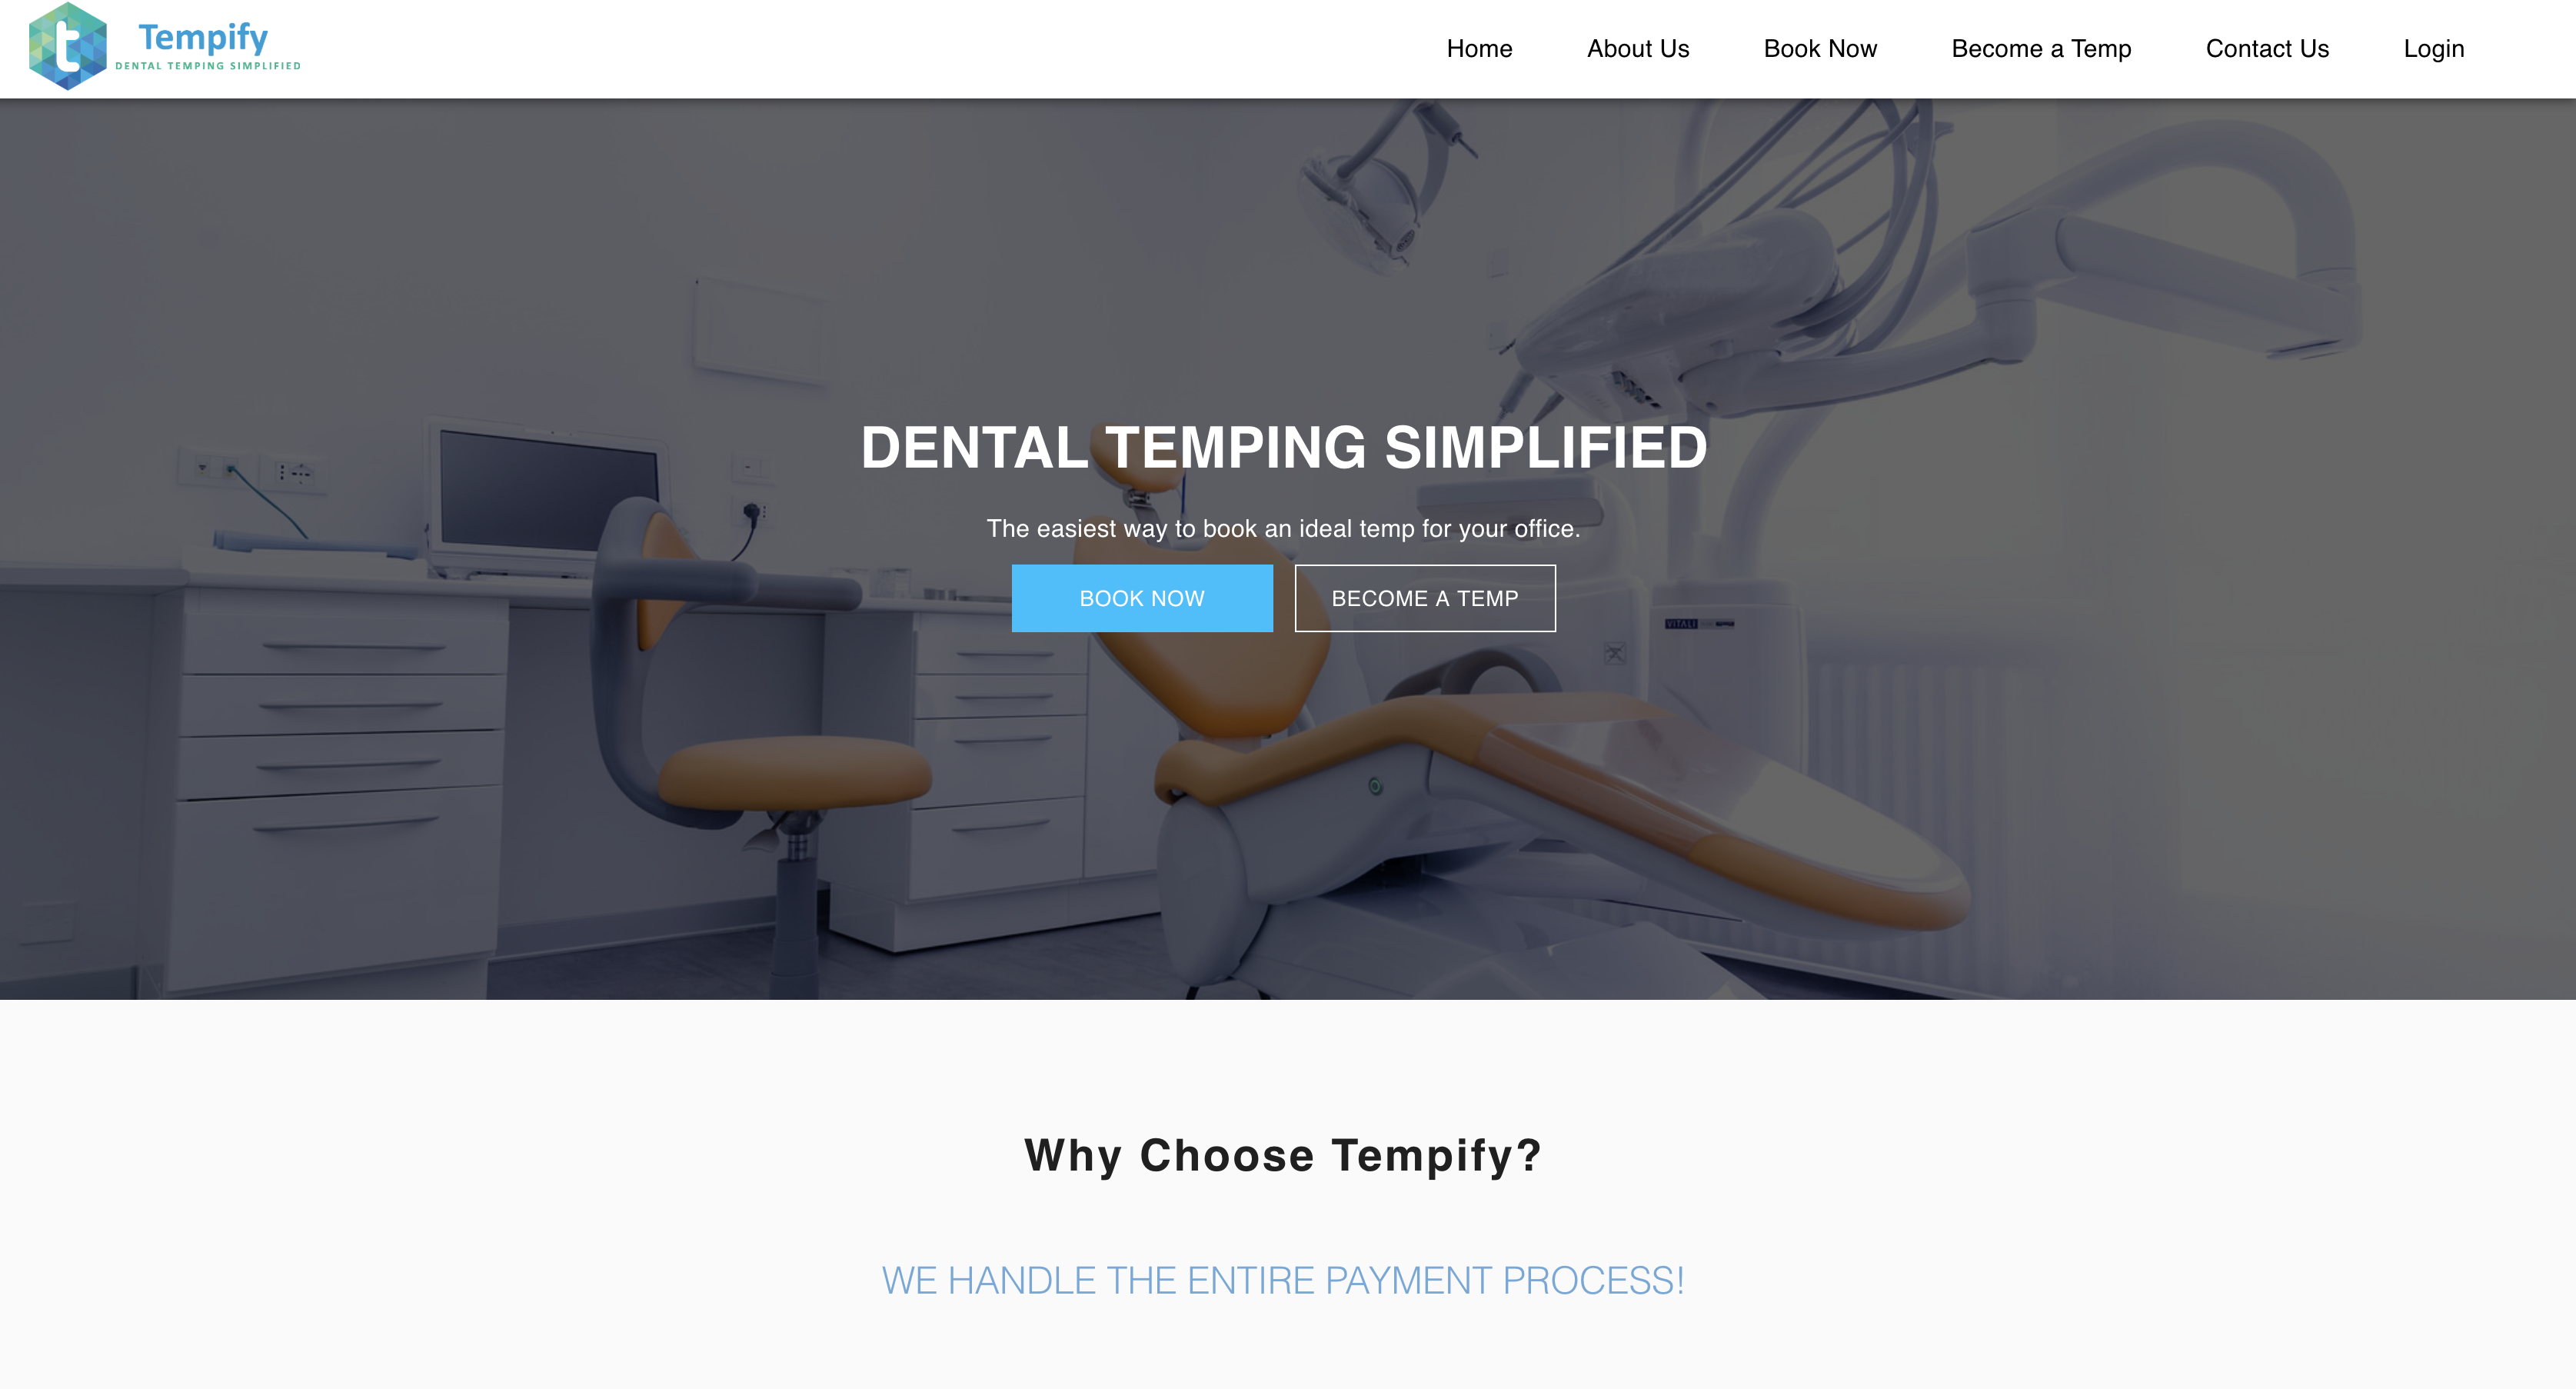 t
Tempify
DENTAL TEMPING SIMPLIFIED
Home
About Us
Book Now
Become a Temp
Contact Us
Login
DENTAL TEMPING SIMPLIFIED
The easiest way to book an ideal temp for your office.
BOOK NOW
BECOME A TEMP
VITALI
Why Choose Tempify?
WE HANDLE THE ENTIRE PAYMENT PROCESS!